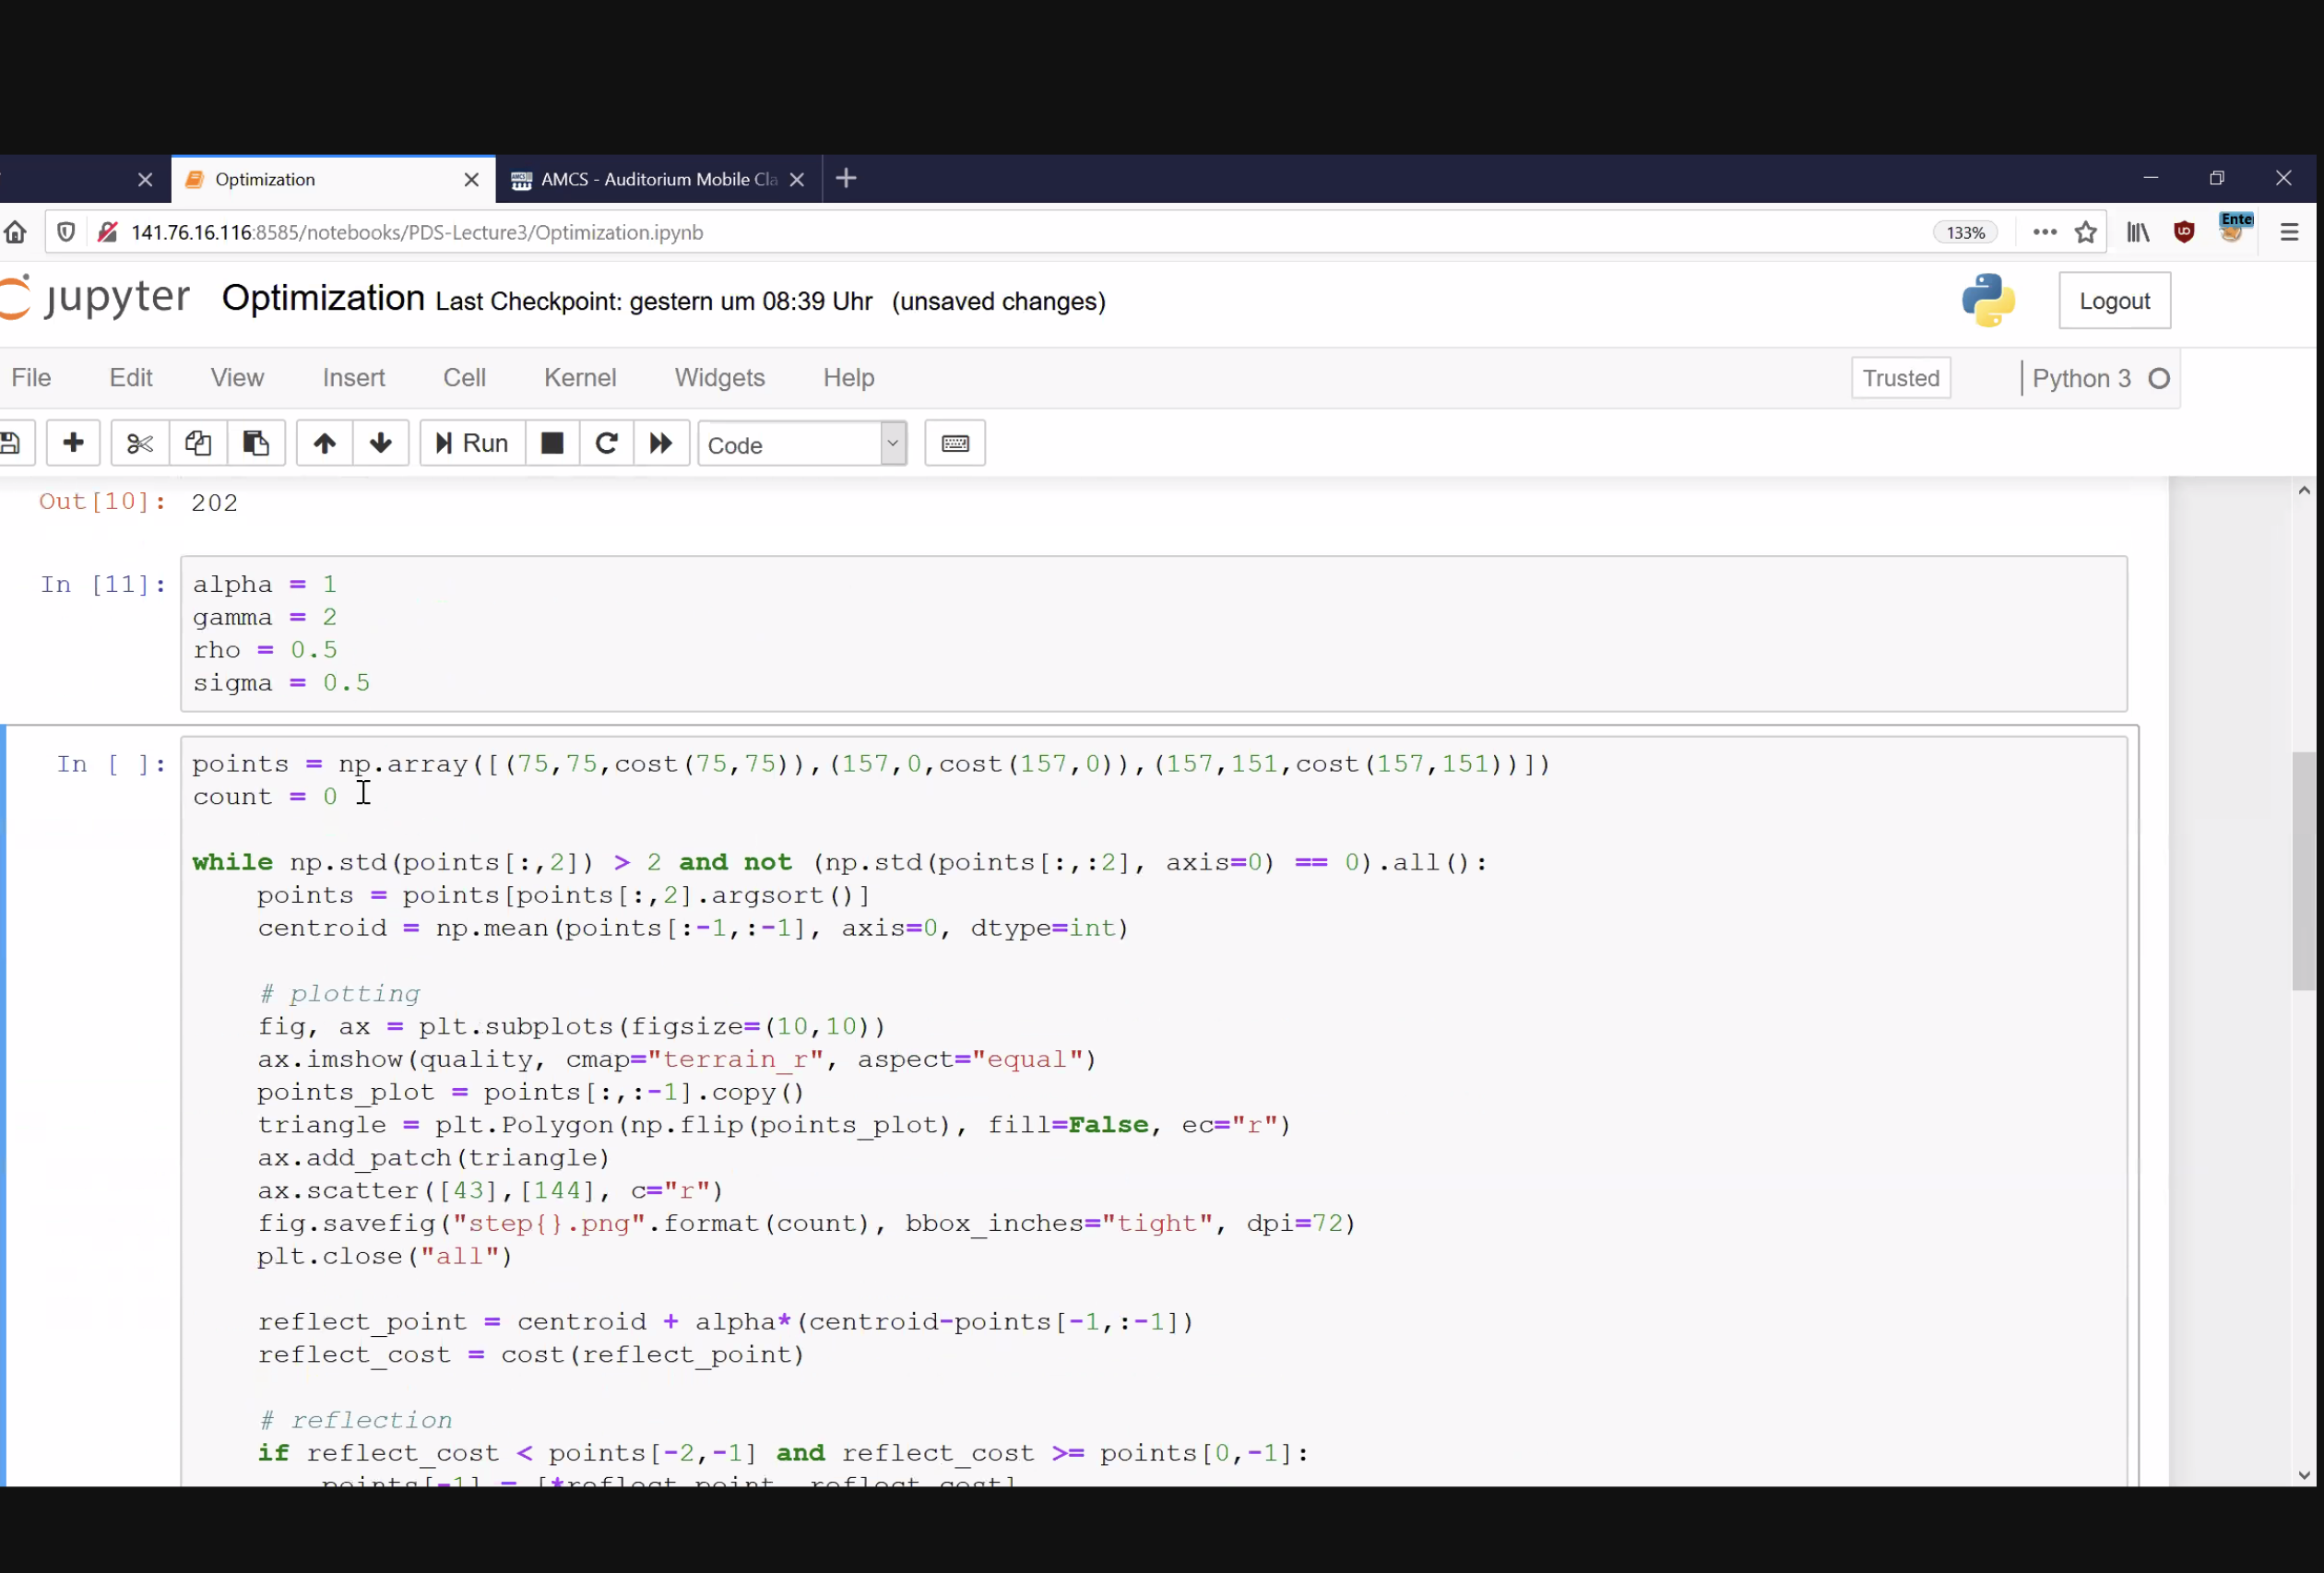 Optimization
AMCS - Auditorium Mobile Cla
141.76.16.116:8585/notebooks/PDS-Lecture3/Optimization.ipynb
133%
Ente
jupyter Optimization Last Checkpoint: gestern um 08:39 Uhr (unsaved changes)
Logout
File Edit View Insert Cell Kernel Widgets Help
Trusted
Python 3
Run
Code
Out[10]: 202
In [11]: alpha = 1
gamma = 2
rho = 0.5
sigma = 0.5
In [ ]: points = np.array([(75,75,cost(75,75)),(157,0,cost(157,0)),(157,151,cost(157,151))])
count = 0
while np.std(points[:,2]) > 2 and not (np.std(points[:,:2], axis=0) == 0).all():
points = points[points[:,2].argsort()]
centroid = np.mean(points[:-1,:-1], axis=0, dtype=int)
# plotting
fig, ax = plt.subplots(figsize=(10,10))
ax.imshow(quality, cmap="terrain_r", aspect="equal")
points_plot = points[:,:-1].copy()
triangle = plt.Polygon(np.flip(points_plot), fill=False, ec="r")
ax.add_patch(triangle)
ax.scatter([43],[144], c="r")
fig.savefig("step{}.png".format(count), bbox_inches="tight", dpi=72)
plt.close("all")
reflect_point = centroid + alpha*(centroid-points[-1,:-1])
reflect_cost = cost(reflect_point)
# reflection
if reflect_cost < points[-2,-1] and reflect_cost >= points[0,-1]:
points[-1] = [*reflect_point, reflect_cost]